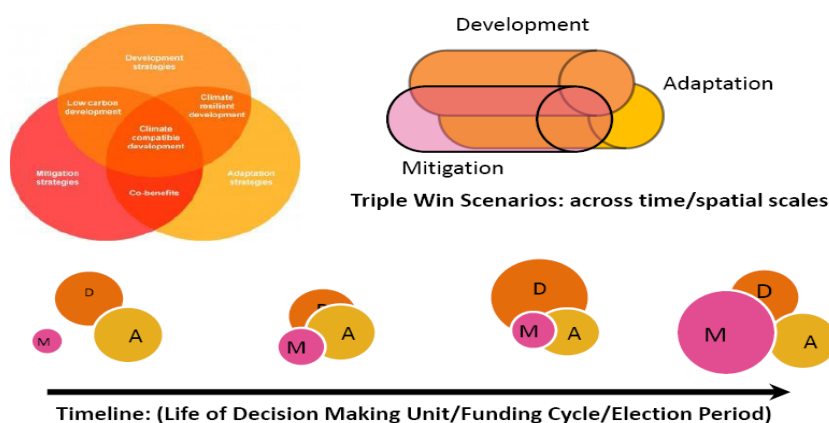 Development
strategies
Low carbon
development
Climate
resilient
development
Climate
compatible
development
Mitigation
strategies
Adaptation
strategies
Co-benefits
Development
Adaptation
Mitigation
Triple Win Scenarios: across time/spatial scales
D
M
A
D
M
A
D
M
A
D
M
A
Timeline: (Life of Decision Making Unit/Funding Cycle/Election Period)